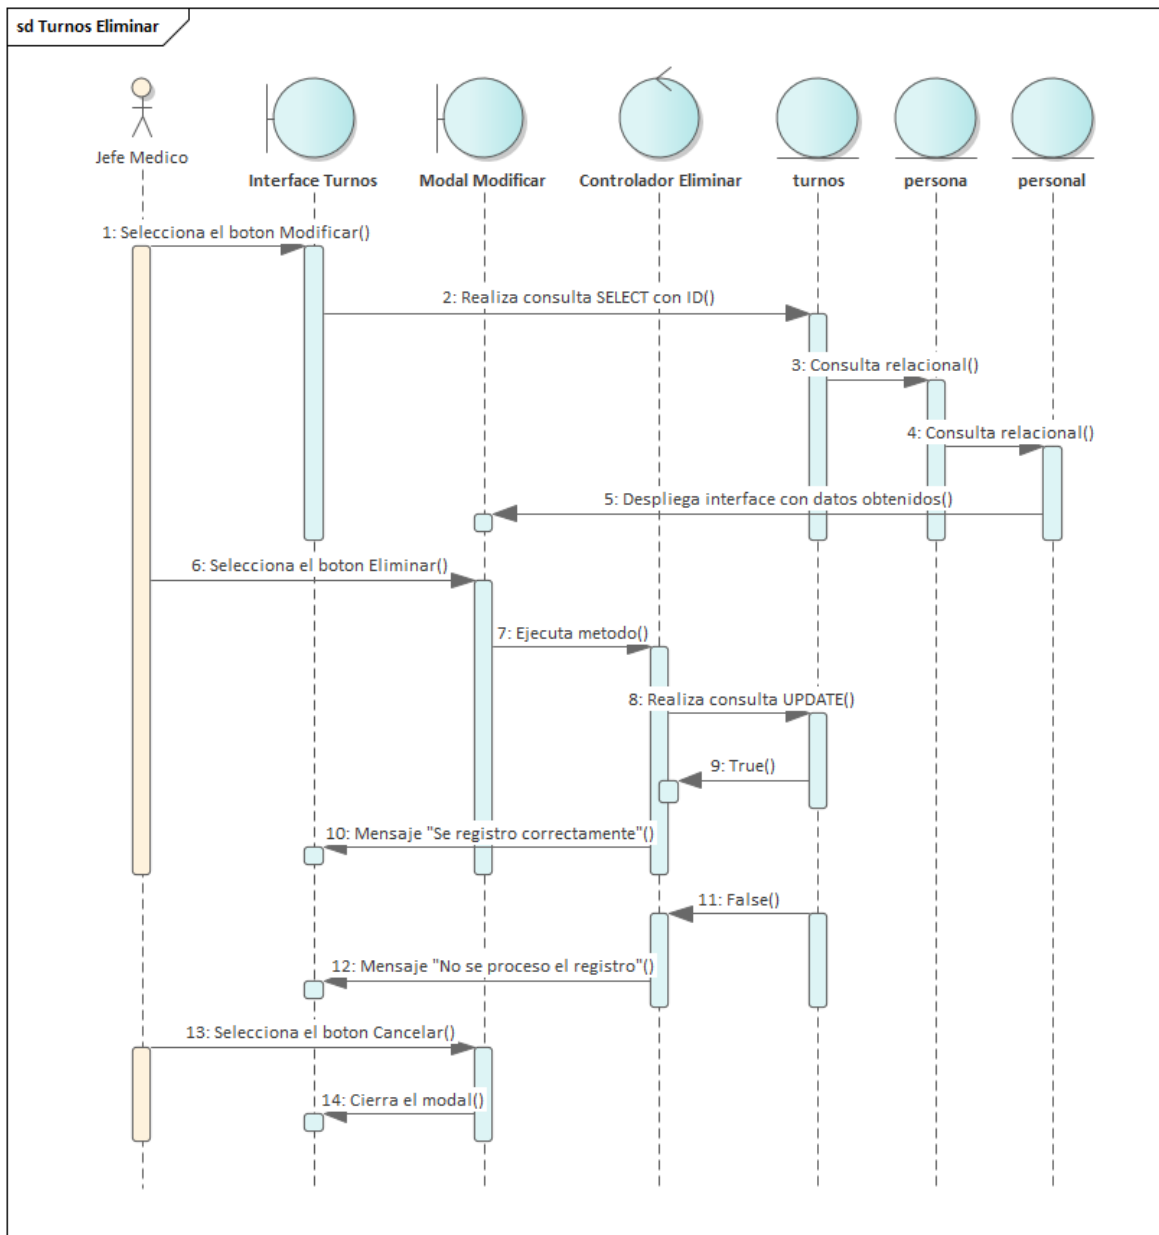 sd Turnos Eliminar
Jefe Medico
Interface Turnos
Modal Modificar
Controlador Eliminar
turnos
persona
personal
1: Selecciona el boton Modificar()
2: Realiza consulta SELECT con ID()
3: Consulta relacional()
4: Consulta relacional()
5: Despliega interface con datos obtenidos()
6: Selecciona el boton Eliminar()
7: Ejecuta metodo()
8: Realiza consulta UPDATE()
9: True()
10: Mensaje "Se registro correctamente"()
11: False()
12: Mensaje "No se proceso el registro"()
13: Selecciona el boton Cancelar()
14: Cierra el modal()